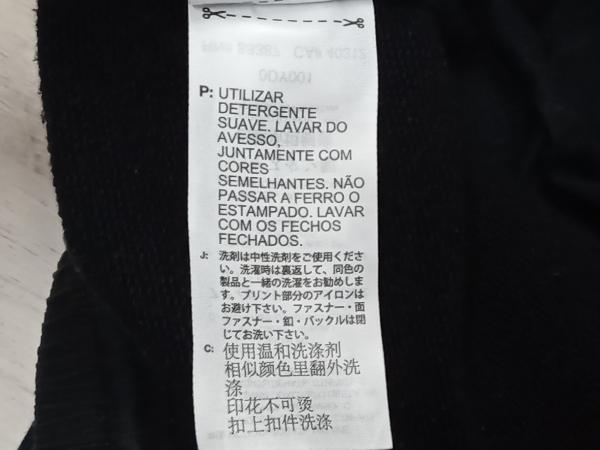 P: UTILIZAR
DETERGENTE
SUAVE. LAVAR DO
AVESSO,
JUNTAMENTE COM
CORES
SEMELHANTES. NÃO
PASSAR A FERRO O
ESTAMPADO. LAVAR
COM OS FECHOS
FECHADOS.
J: 洗剤は中性洗剤をご使用くださ
い。洗濯時は裏返して、同色の
製品と一緒の洗濯をお勧めしま
す。プリント部分のアイロンは
お避け下さい。ファスナー・面
ファスナー・釦・バックルは閉
じてお洗い下さい。
C: 使用温和洗涤剂
相似颜色里翻外洗
涤
印花不可烫
扣上扣件洗涤